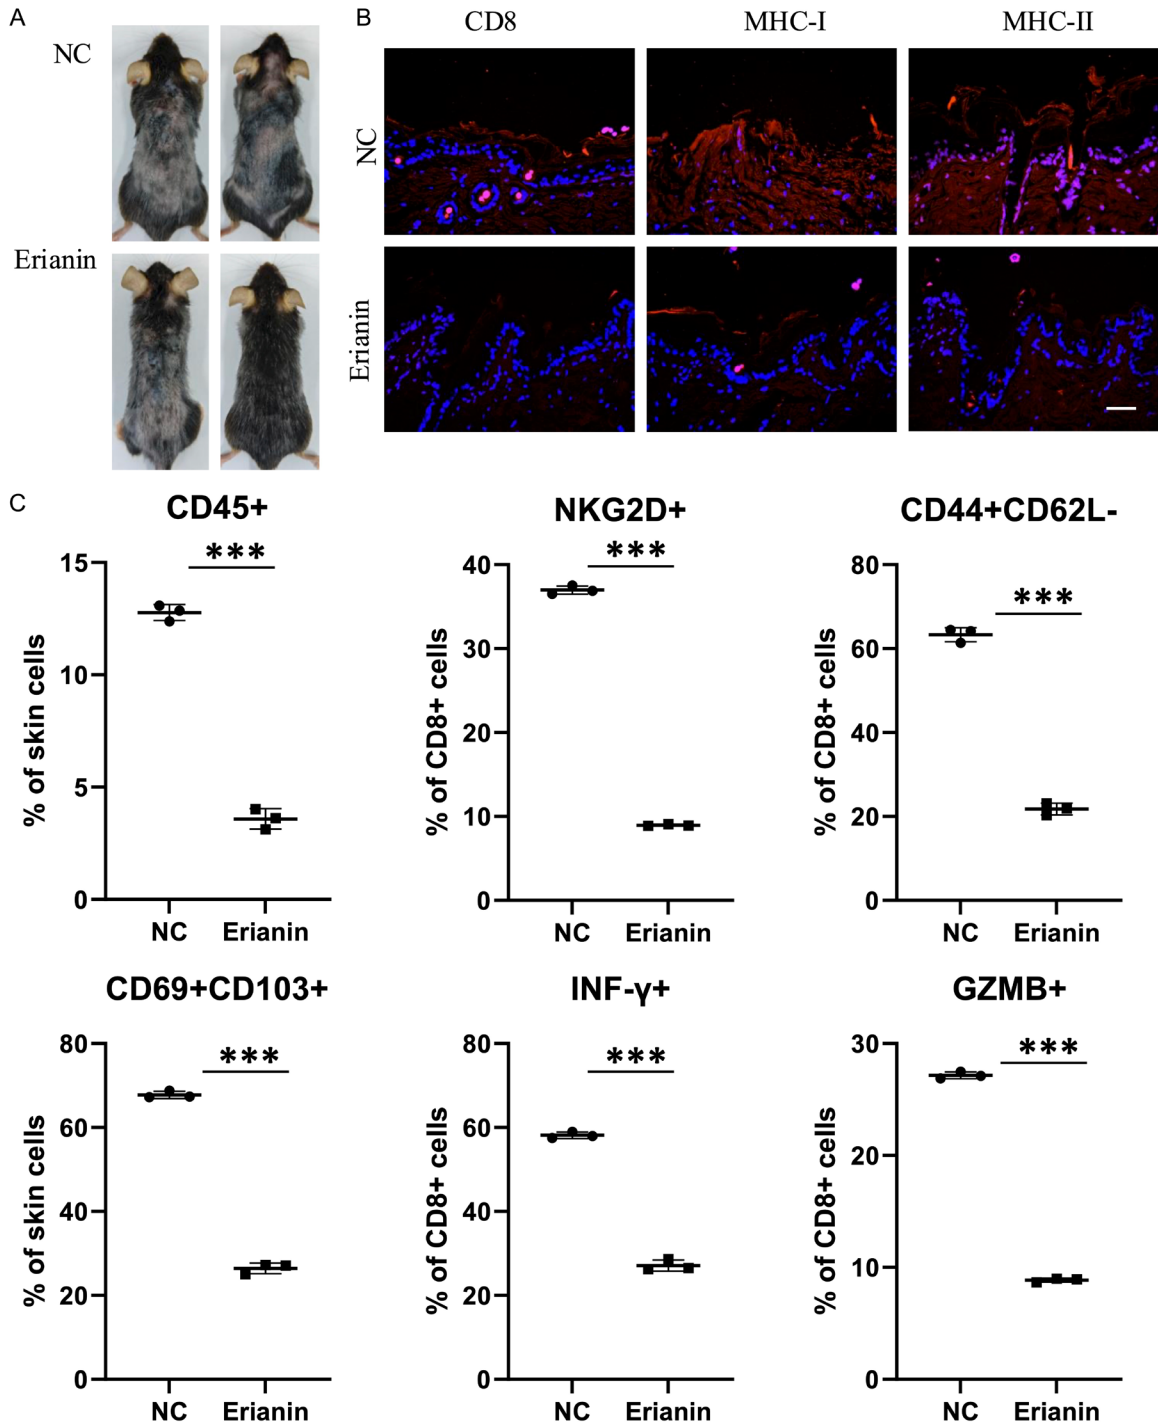 A
NC
Erianin
B
CD8
MHC-I
MHC-II
NC
Erianin
C
CD45+
***
% of skin cells
15
10
5
0
NC Erianin
NKG2D+
***
% of CD8+ cells
40
30
20
10
0
NC Erianin
CD44+CD62L-
***
% of CD8+ cells
80
60
40
20
0
NC Erianin
CD69+CD103+
***
% of skin cells
80
60
40
20
0
NC Erianin
INF-γ+
***
% of CD8+ cells
80
60
40
20
0
NC Erianin
GZMB+
***
% of CD8+ cells
30
20
10
0
NC Erianin